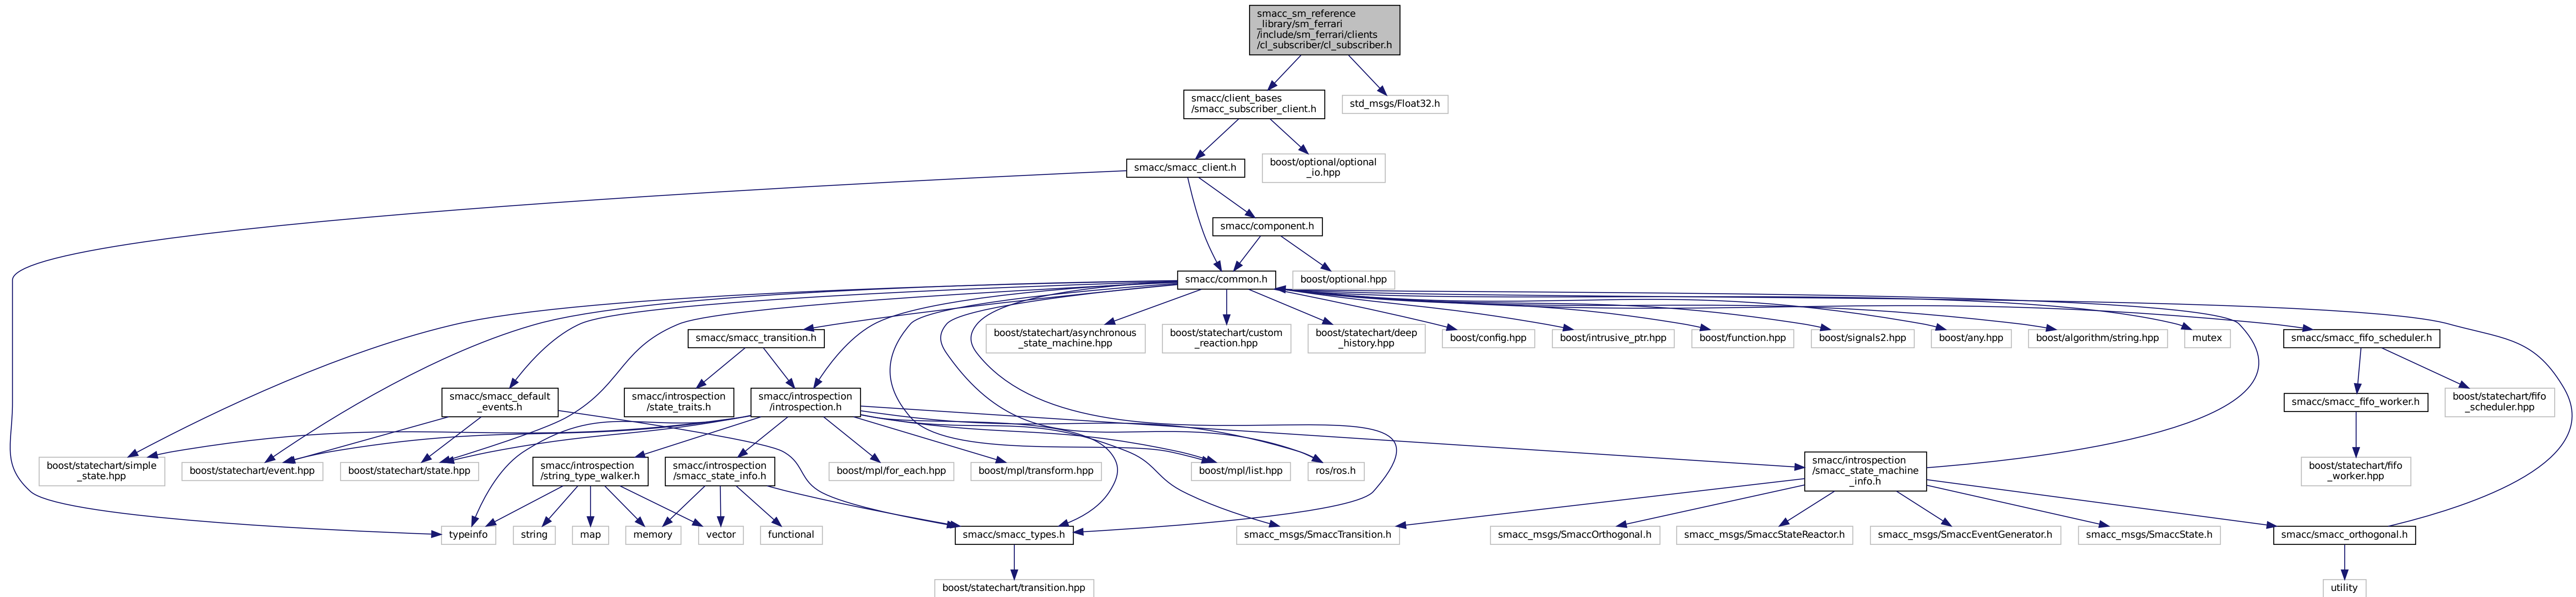 smacc_sm_reference
_library/sm_ferrari
/include/sm_ferrari/clients
/cl_subscriber/cl_subscriber.h
smacc/client_bases
/smacc_subscriber_client.h
std_msgs/Float32.h
smacc/smacc_client.h
boost/optional/optional
_io.hpp
smacc/component.h
smacc/common.h
boost/optional.hpp
smacc/smacc_transition.h
boost/statechart/asynchronous
_state_machine.hpp
boost/statechart/custom
_reaction.hpp
boost/statechart/deep
_history.hpp
boost/config.hpp
boost/intrusive_ptr.hpp
boost/function.hpp
boost/signals2.hpp
boost/any.hpp
boost/algorithm/string.hpp
mutex
smacc/smacc_fifo_scheduler.h
smacc/smacc_default
_events.h
smacc/introspection
/state_traits.h
smacc/introspection
/introspection.h
smacc/smacc_fifo_worker.h
boost/statechart/fifo
_scheduler.hpp
boost/statechart/simple
_state.hpp
boost/statechart/event.hpp
boost/statechart/state.hpp
smacc/introspection
/string_type_walker.h
smacc/introspection
/smacc_state_info.h
boost/mpl/for_each.hpp
boost/mpl/transform.hpp
boost/mpl/list.hpp
ros/ros.h
smacc/introspection
/smacc_state_machine
_info.h
boost/statechart/fifo
_worker.hpp
typeinfo
string
map
memory
vector
functional
smacc/smacc_types.h
smacc_msgs/SmaccTransition.h
smacc_msgs/SmaccOrthogonal.h
smacc_msgs/SmaccStateReactor.h
smacc_msgs/SmaccEventGenerator.h
smacc_msgs/SmaccState.h
smacc/smacc_orthogonal.h
boost/statechart/transition.hpp
utility